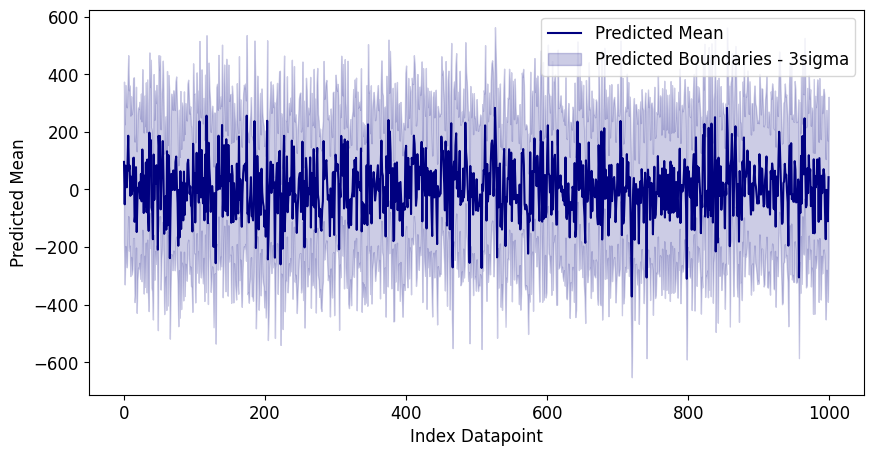 600
400
200
0
−200
−400
−600
Predicted Mean
Predicted Mean
Predicted Boundaries - 3sigma
0 200 400 600 800 1000
Index Datapoint